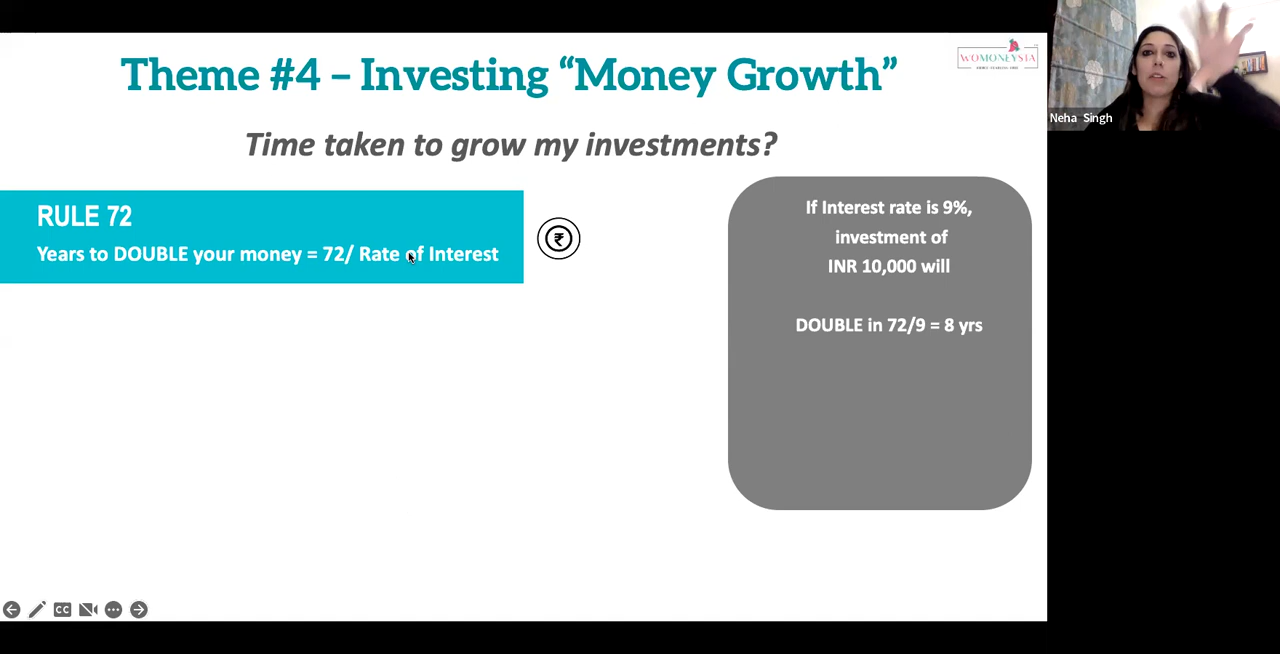 Theme #4 – Investing “Money Growth”
WOMONEYSTA
Neha Singh
Time taken to grow my investments?
RULE 72
Years to DOUBLE your money = 72/ Rate of Interest
₹
If Interest rate is 9%,
investment of
INR 10,000 will
DOUBLE in 72/9 = 8 yrs
CC